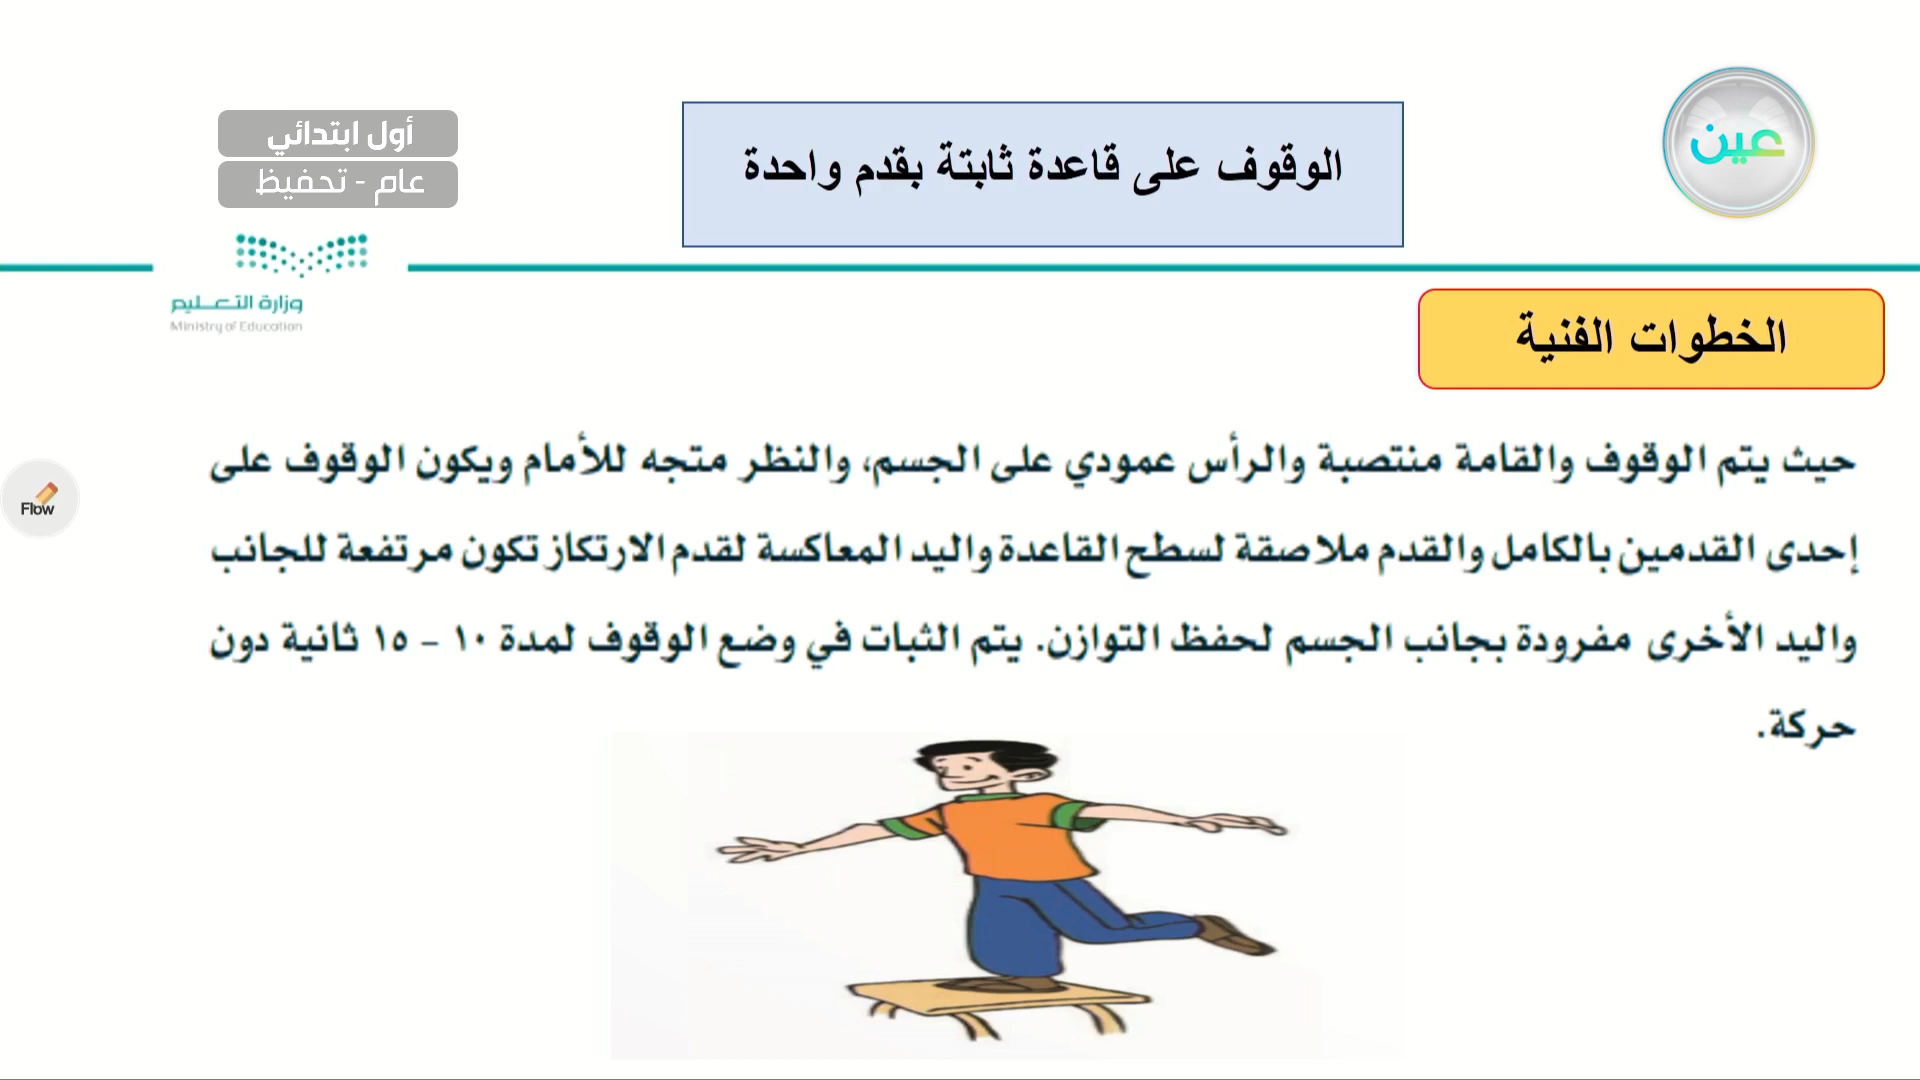 عين
الوقوف على قاعدة ثابتة بقدم واحدة
أول ابتدائي
عام - تحفيظ
وزارة التعليم
Ministry of Education
الخطوات الفنية
حيث يتم الوقوف والقامة منتصبة والرأس عمودي على الجسم، والنظر متجه للأمام ويكون الوقوف على
إحدى القدمين بالكامل والقدم ملاصقة لسطح القاعدة واليد المعاكسة لقدم الارتكاز تكون مرتفعة للجانب
واليد الأخرى مفرودة بجانب الجسم لحفظ التوازن. يتم الثبات في وضع الوقوف لمدة ١٠ - ١٥ ثانية دون
حركة.
Flow